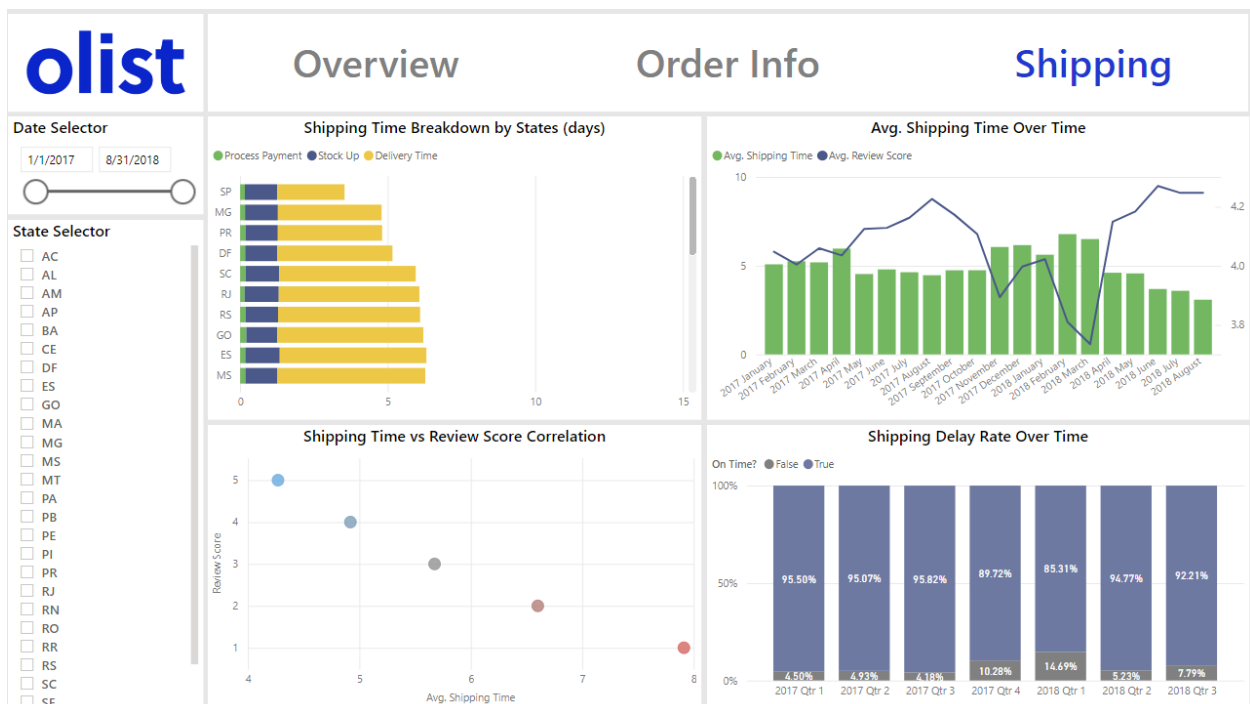 olist
Overview
Order Info
Shipping
Date Selector
1/1/2017
8/31/2018
State Selector
AC
AL
AM
AP
BA
CE
DF
ES
GO
MA
MG
MS
MT
PA
PB
PE
PI
PR
RJ
RN
RO
RR
RS
SC
SE
Shipping Time Breakdown by States (days)
Process Payment Stock Up Delivery Time
SP
MG
PR
DF
SC
RJ
RS
GO
ES
MS
0 5 10 15
Avg. Shipping Time Over Time
Avg. Shipping Time Avg. Review Score
10
5
0
4.2
4.0
3.8
2017 January
2017 February
2017 March
2017 April
2017 May
2017 June
2017 July
2017 August
2017 September
2017 October
2017 November
2017 December
2018 January
2018 February
2018 March
2018 April
2018 May
2018 June
2018 July
2018 August
Shipping Time vs Review Score Correlation
Review Score
5
4
3
2
1
4 5 6 7 8
Avg. Shipping Time
Shipping Delay Rate Over Time
On Time? False True
100%
50%
0%
95.50% 95.07% 95.82% 89.72% 85.31% 94.77% 92.21%
4.50% 4.93% 4.18% 10.28% 14.69% 5.23% 7.79%
2017 Qtr 1 2017 Qtr 2 2017 Qtr 3 2017 Qtr 4 2018 Qtr 1 2018 Qtr 2 2018 Qtr 3